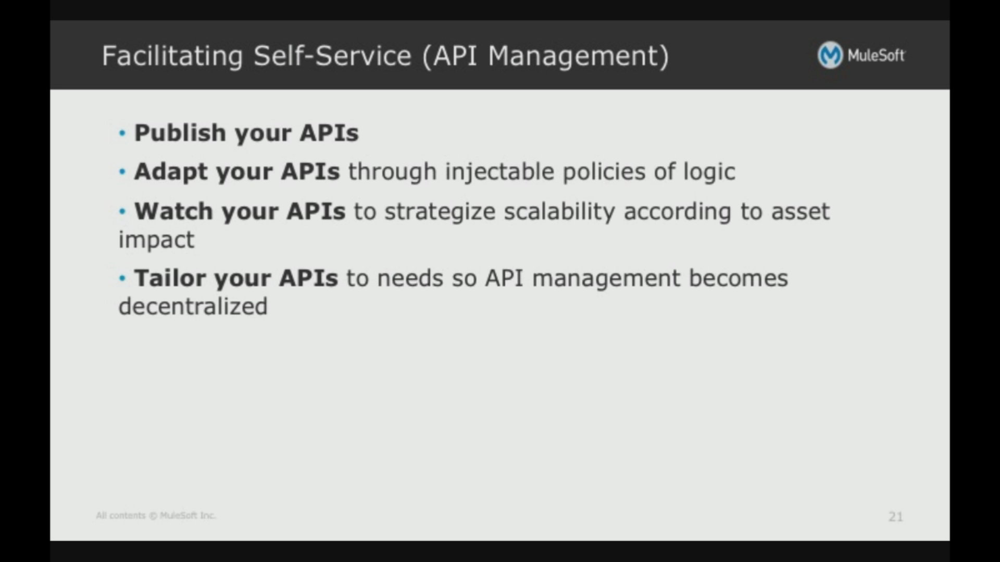 Facilitating Self-Service (API Management)
MuleSoft
• Publish your APIs
• Adapt your APIs through injectable policies of logic
• Watch your APIs to strategize scalability according to asset
impact
• Tailor your APIs to needs so API management becomes
decentralized
All contents © MuleSoft Inc.
21